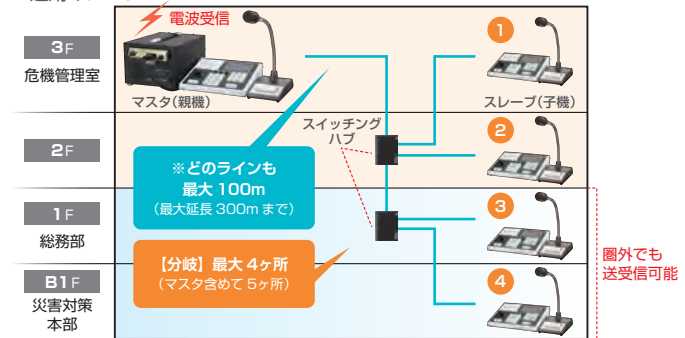 電波受信
3F
危機管理室
マスタ(親機)
1
スレーブ(子機)
スイッチング
ハブ
2F
2
※どのラインも
最大 100m
(最大延長 300m まで)
1F
総務部
3
圏外でも
送受信可能
【分岐】最大 4ヶ所
(マスタ含めて 5ヶ所)
B1F
災害対策
本部
4